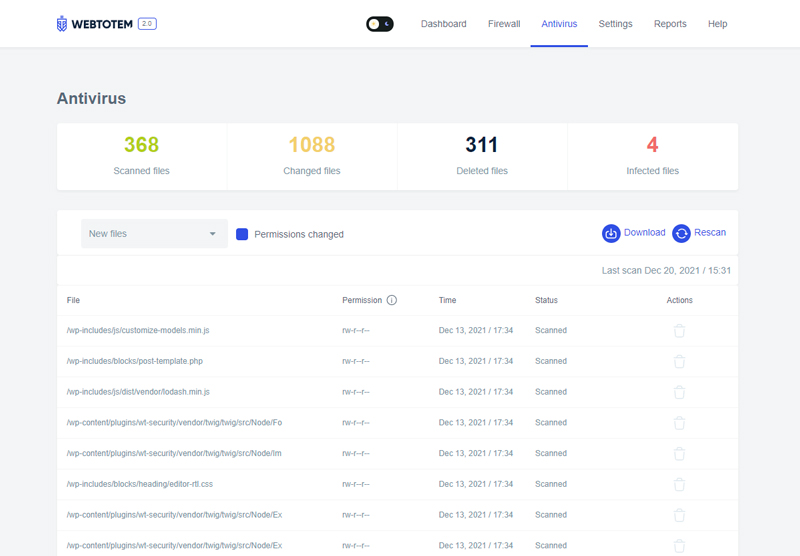 WEBTOTEM 2.0 Dashboard Firewall Antivirus Settings Reports Help
Antivirus
368 1088 311 4
Scanned files Changed files Deleted files Infected files
New files Permissions changed Download Rescan
Last scan Dec 20, 2021 / 15:31
File Permission Time Status Actions
/wp-includes/js/customize-models.min.js rw-r--r-- Dec 13, 2021 / 17:34 Scanned
/wp-includes/blocks/post-template.php rw-r--r-- Dec 13, 2021 / 17:34 Scanned
/wp-includes/js/dist/vendor/lodash.min.js rw-r--r-- Dec 13, 2021 / 17:34 Scanned
/wp-content/plugins/wt-security/vendor/twig/twig/src/Node/Fo rw-r--r-- Dec 13, 2021 / 17:34 Scanned
/wp-content/plugins/wt-security/vendor/twig/twig/src/Node/Im rw-r--r-- Dec 13, 2021 / 17:34 Scanned
/wp-includes/blocks/heading/editor-rtl.css rw-r--r-- Dec 13, 2021 / 17:34 Scanned
/wp-content/plugins/wt-security/vendor/twig/twig/src/Node/Ex rw-r--r-- Dec 13, 2021 / 17:34 Scanned
/wp-content/plugins/wt-security/vendor/twig/twig/src/Node/Ex rw-r--r-- Dec 13, 2021 / 17:34 Scanned